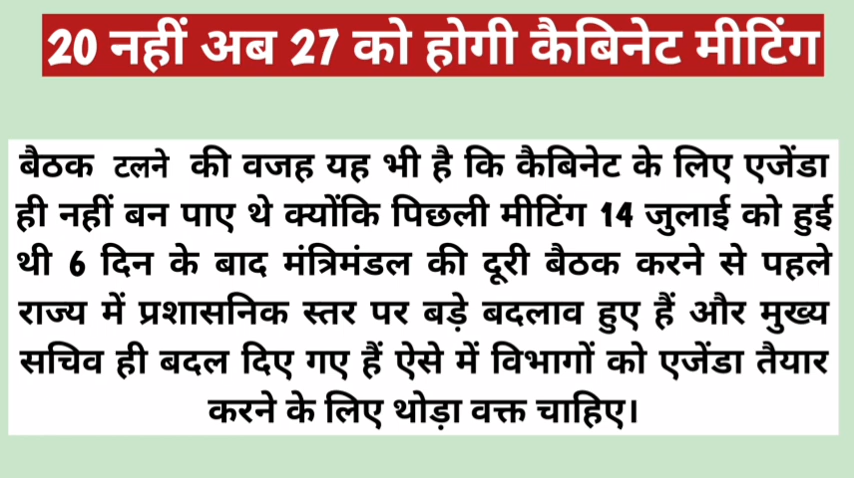 20 नहीं अब 27 को होगी कैबिनेट मीटिंग
बैठक टलने की वजह यह भी है कि कैबिनेट के लिए एजेंडा
ही नहीं बन पाए थे क्योंकि पिछली मीटिंग 14 जुलाई को हुई
थी 6 दिन के बाद मंत्रिमंडल की दूरी बैठक करने से पहले
राज्य में प्रशासनिक स्तर पर बड़े बदलाव हुए हैं और मुख्य
सचिव ही बदल दिए गए हैं ऐसे में विभागों को एजेंडा तैयार
करने के लिए थोड़ा वक्त चाहिए।